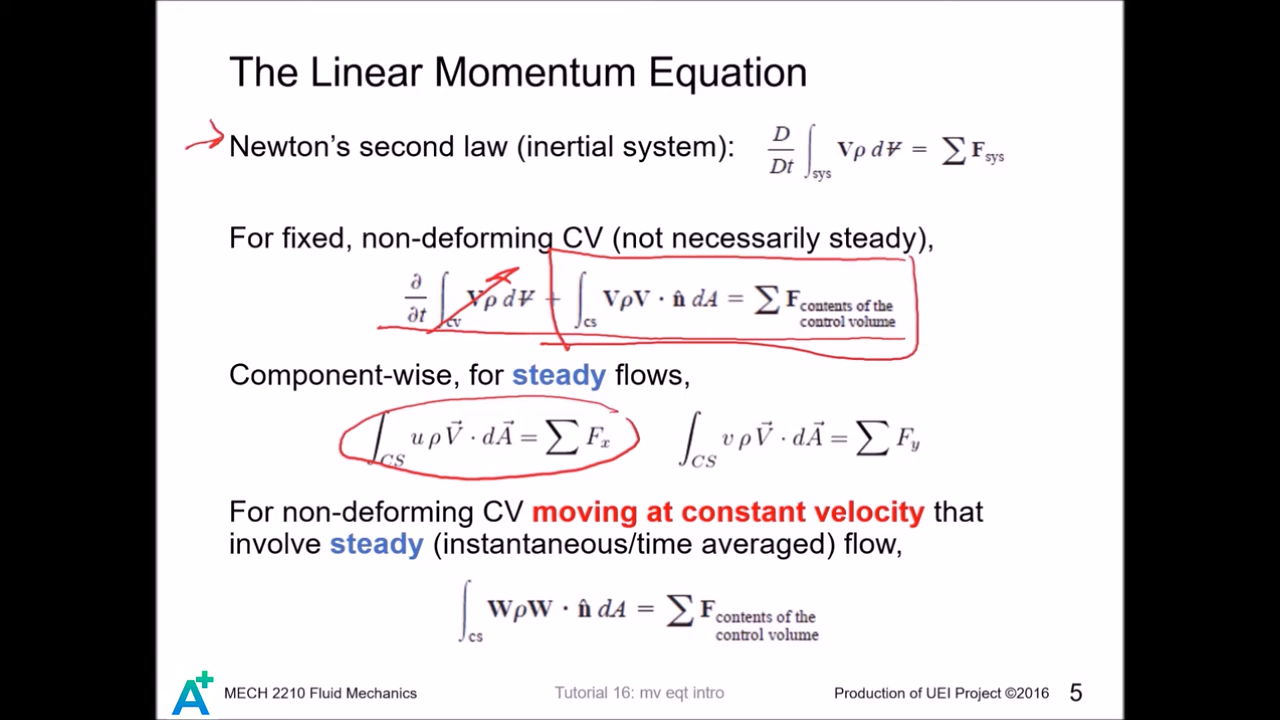 The Linear Momentum Equation
Newton's second law (inertial system): D/Dt ∫sys Vρ dV̶ = ∑ Fsys
For fixed, non-deforming CV (not necessarily steady),
∂/∂t ∫cv Vρ dV̶ + ∫cs VρV · n̂ dA = ∑ Fcontents of the control volume
Component-wise, for steady flows,
∫CS u ρV⃗ · dA⃗ = ∑ Fx ∫CS v ρV⃗ · dA⃗ = ∑ Fy
For non-deforming CV moving at constant velocity that
involve steady (instantaneous/time averaged) flow,
∫cs WρW · n̂ dA = ∑ Fcontents of the control volume
A+ MECH 2210 Fluid Mechanics Tutorial 16: mv eqt intro Production of UEI Project ©2016 5